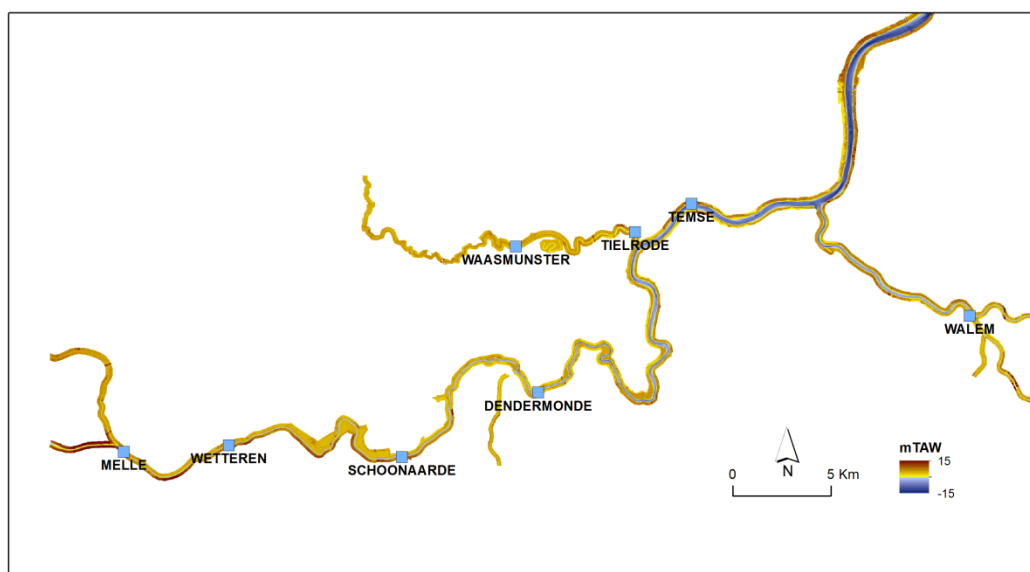 TEMSE
TIELRODE
WAASMUNSTER
WALEM
DENDERMONDE
WETTEREN
MELLE
SCHOONAARDE
N
0 5 Km
mTAW
15
-15